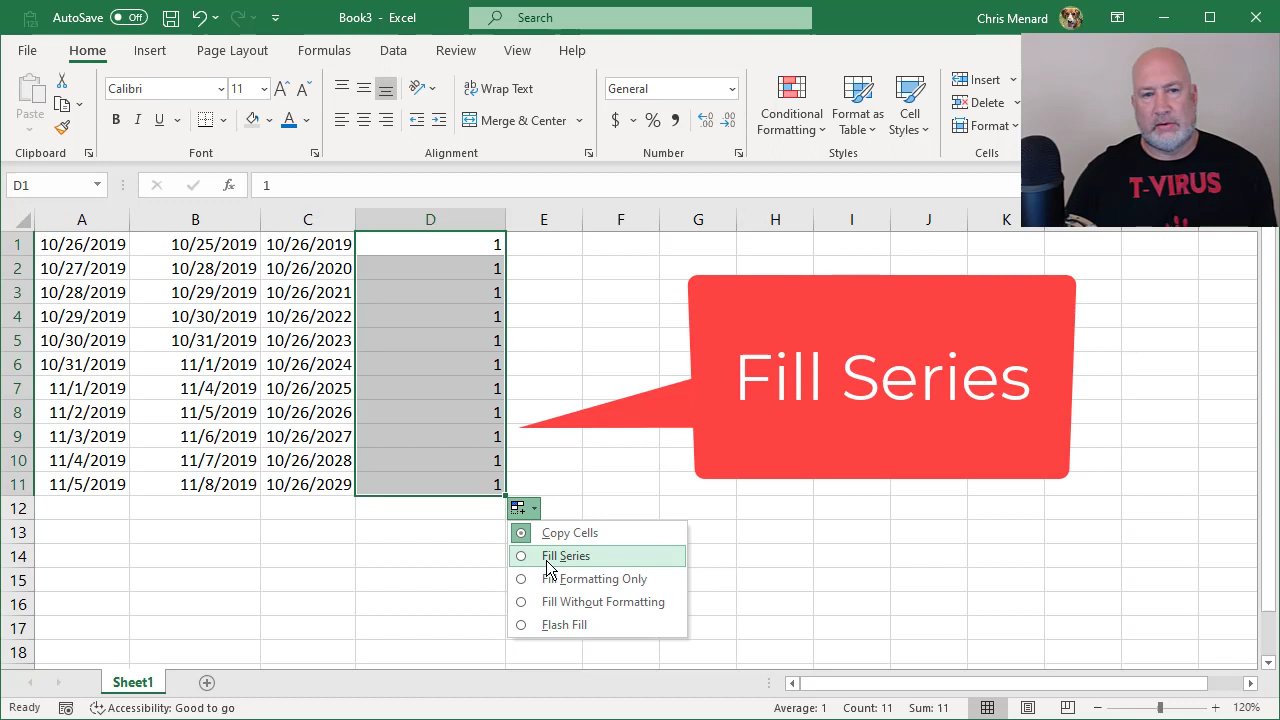 AutoSave Off Book3 - Excel Search Chris Menard
File Home Insert Page Layout Formulas Data Review View Help
Paste Calibri 11 Wrap Text General Conditional Formatting Format as Table Cell Styles Insert
B I U Merge & Center $ % Delete
Format
Clipboard Font Alignment Number Styles Cells
D1 fx 1
T-VIRUS
A B C D E F G H I J K
1 10/26/2019 10/25/2019 10/26/2019 1
2 10/27/2019 10/28/2019 10/26/2020 1
3 10/28/2019 10/29/2019 10/26/2021 1
4 10/29/2019 10/30/2019 10/26/2022 1
5 10/30/2019 10/31/2019 10/26/2023 1
6 10/31/2019 11/1/2019 10/26/2024 1
7 11/1/2019 11/4/2019 10/26/2025 1
8 11/2/2019 11/5/2019 10/26/2026 1
9 11/3/2019 11/6/2019 10/26/2027 1
10 11/4/2019 11/7/2019 10/26/2028 1
11 11/5/2019 11/8/2019 10/26/2029 1
Fill Series
12
13
14
15
16
17
18
Copy Cells
Fill Series
Fill Formatting Only
Fill Without Formatting
Flash Fill
Sheet1
Ready Accessibility: Good to go Average: 1 Count: 11 Sum: 11 120%